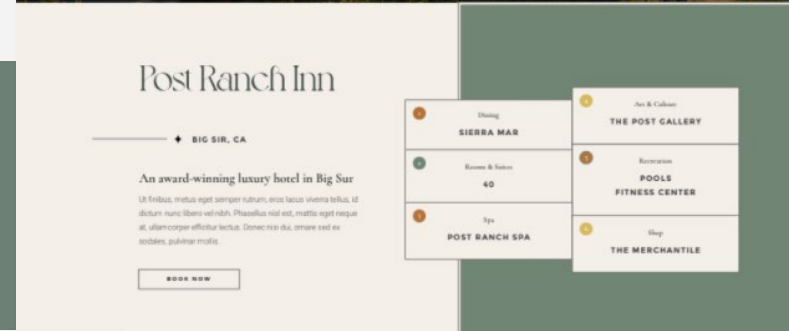 Post Ranch Inn
BIG SIR, CA
An award-winning luxury hotel in Big Sur
Ut finibus, metus eget semper rutrum, eros lacus viverra tellus, id
dictum nunc libero vel nibh. Phasellus nisl est, mattis eget neque
at, ullamcorper efficitur lectus. Donec nisi dui, ornare sed ex
sodales, pulvinar mollis.
BOOK NOW
Dining
SIERRA MAR
Rooms & Suites
40
Spa
POST RANCH SPA
Art & Culture
THE POST GALLERY
Recreation
POOLS
FITNESS CENTER
Shop
THE MERCHANTILE